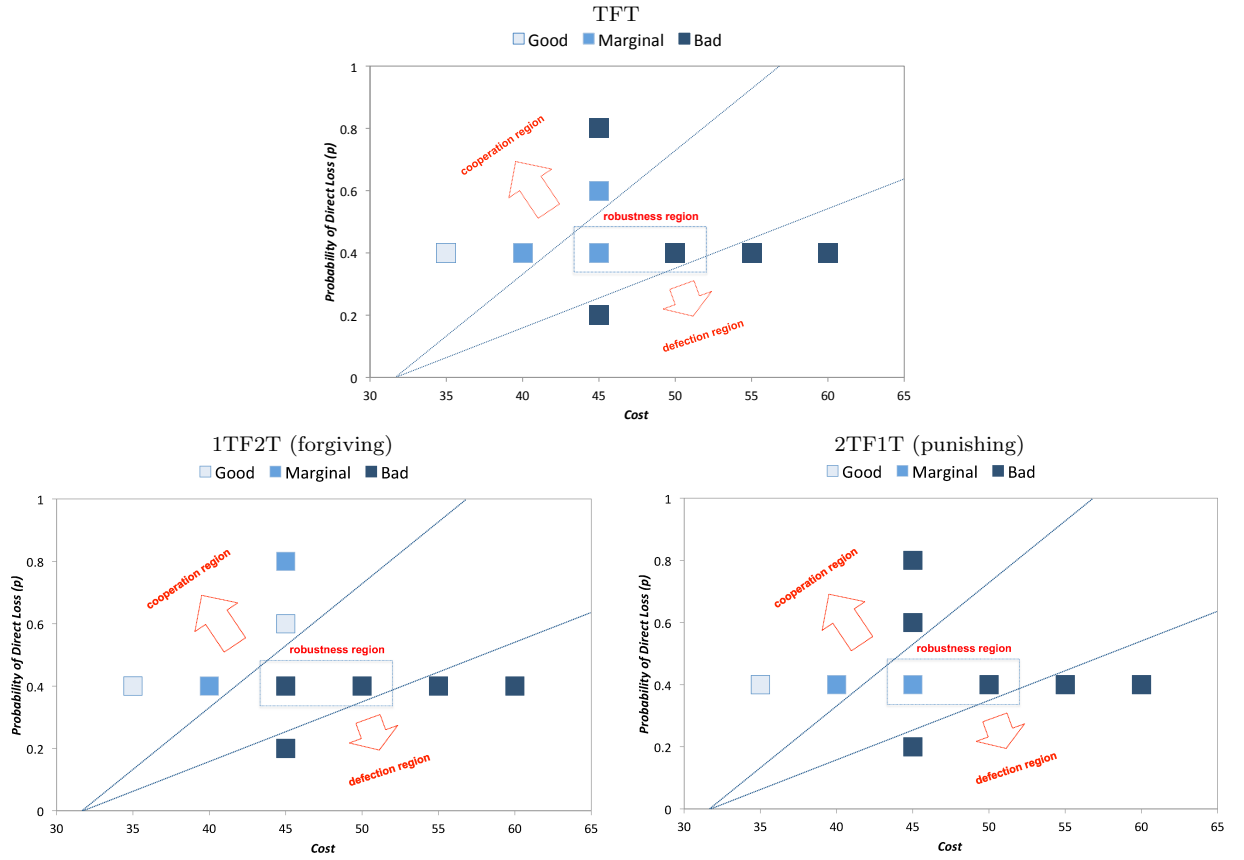 TFT
Good Marginal Bad
Probability of Direct Loss (p)
1
0.8
0.6
0.4
0.2
0
cooperation region
robustness region
defection region
30 35 40 45 50 55 60 65
Cost
1TF2T (forgiving)
Good Marginal Bad
Probability of Direct Loss (p)
1
0.8
0.6
0.4
0.2
0
cooperation region
robustness region
defection region
30 35 40 45 50 55 60 65
Cost
2TF1T (punishing)
Good Marginal Bad
Probability of Direct Loss (p)
1
0.8
0.6
0.4
0.2
0
cooperation region
robustness region
defection region
30 35 40 45 50 55 60 65
Cost